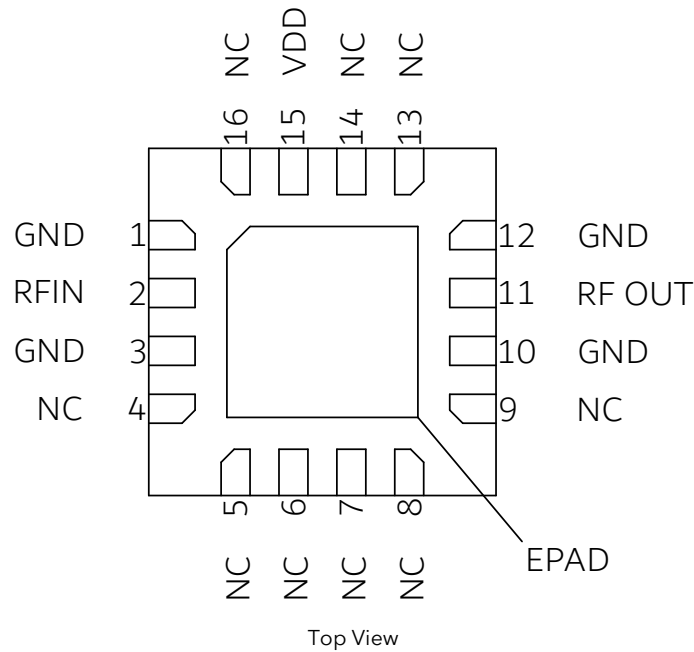 NC VDD NC NC
16 15 14 13
GND 1 12 GND
RFIN 2 11 RF OUT
GND 3 10 GND
NC 4 9 NC
5 6 7 8
NC NC NC NC
EPAD
Top View